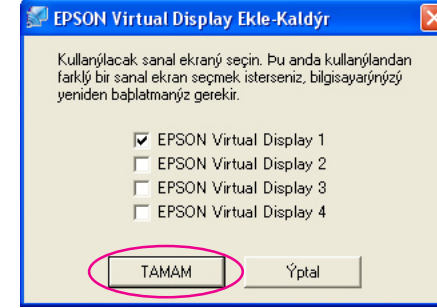 EPSON Virtual Display Ekle-Kaldýr
Kullanýlacak sanal ekraný seçin. Þu anda kullanýlandan
farklý bir sanal ekran seçmek isterseniz, bilgisayarýnýzý
yeniden baþlatmanýz gerekir.
EPSON Virtual Display 1
EPSON Virtual Display 2
EPSON Virtual Display 3
EPSON Virtual Display 4
TAMAM
Ýptal